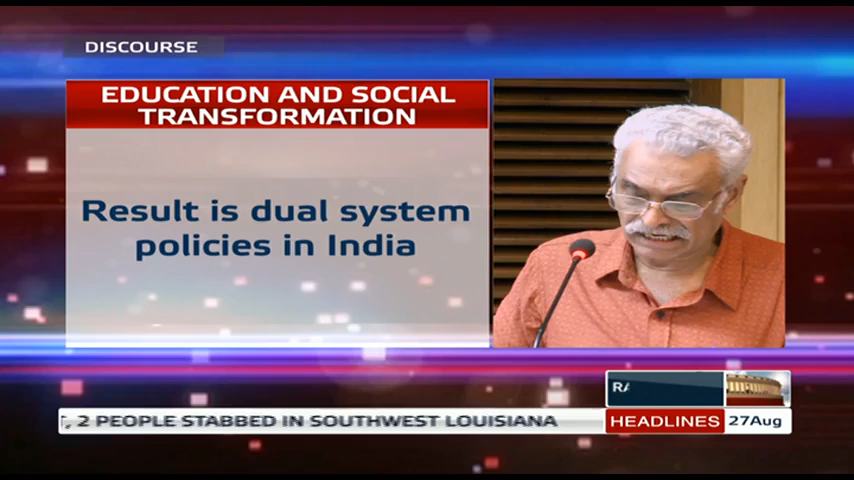 DISCOURSE
EDUCATION AND SOCIAL
TRANSFORMATION
Result is dual system
policies in India
RA
, 2 PEOPLE STABBED IN SOUTHWEST LOUISIANA
HEADLINES
27Aug